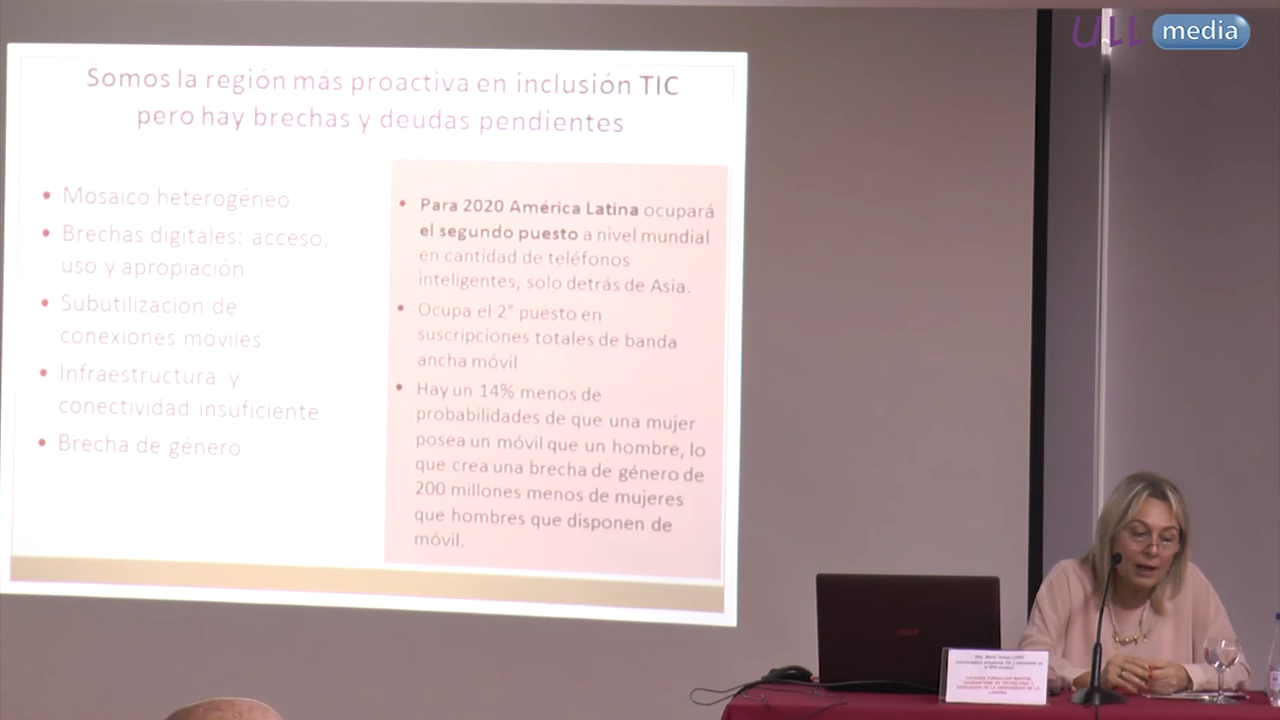 ull media
Somos la región más proactiva en inclusión TIC
pero hay brechas y deudas pendientes
• Mosaico heterogéneo
• Brechas digitales: acceso,
uso y apropiación
• Subutilización de
conexiones móviles
• Infraestructura y
conectividad insuficiente
• Brecha de género
• Para 2020 América Latina ocupará
el segundo puesto a nivel mundial
en cantidad de teléfonos
inteligentes, solo detrás de Asia.
• Ocupa el 2° puesto en
suscripciones totales de banda
ancha móvil
• Hay un 14% menos de
probabilidades de que una mujer
posea un móvil que un hombre, lo
que crea una brecha de género de
200 millones menos de mujeres
que hombres que disponen de
móvil.
acer